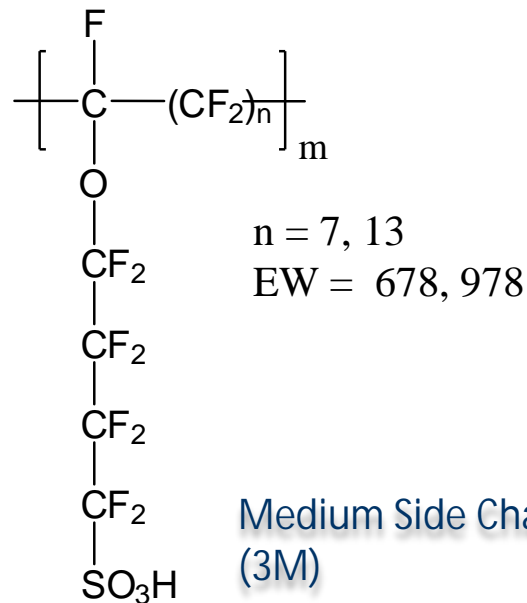 F
C (CF2)n m
O
n = 7, 13
CF2
EW = 678, 978
CF2
CF2
CF2
Medium Side Cha
(3M)
SO3H